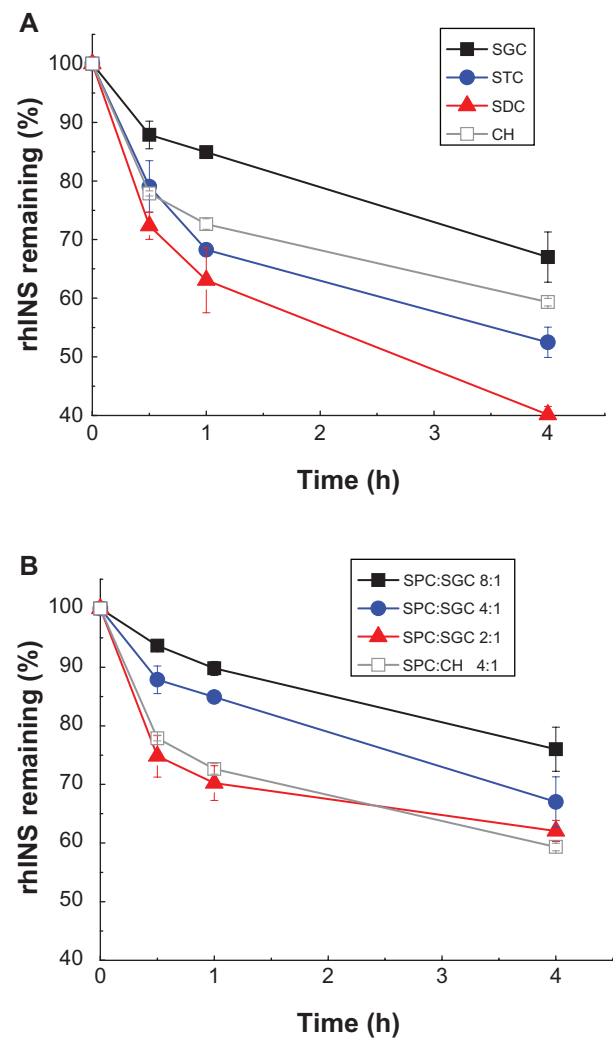 A
rhINS remaining (%)
100
90
80
70
60
50
40
SGC
STC
SDC
CH
0
1
2
3
4
Time (h)
B
rhINS remaining (%)
100
90
80
70
60
50
40
SPC:SGC 8:1
SPC:SGC 4:1
SPC:SGC 2:1
SPC:CH 4:1
0
1
2
3
4
Time (h)